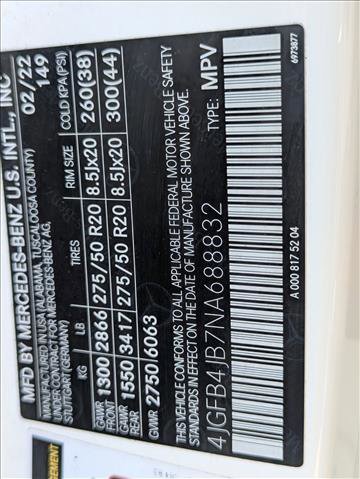 MFD BY MERCEDES-BENZ U.S. INTL., INC
MANUFACTURED IN USA (ALABAMA, TUSCALOOSA COUNTY)
UNDER CONTRACT FOR MERCEDES-BENZ AG,
STUTTGART (GERMANY)
02/22
149
KG LB TIRES RIM SIZE COLD KPA(PSI)
GAWR FRONT 1300 2866 275/50 R20 8.5Jx20 260(38)
GAWR REAR 1550 3417 275/50 R20 8.5Jx20 300(44)
GVWR 2750 6063
THIS VEHICLE CONFORMS TO ALL APPLICABLE FEDERAL MOTOR VEHICLE SAFETY
STANDARDS IN EFFECT ON THE DATE OF MANUFACTURE SHOWN ABOVE.
TYPE: MPV
4JGFB4JB7NA688832
A 000 817 52 04
6973877